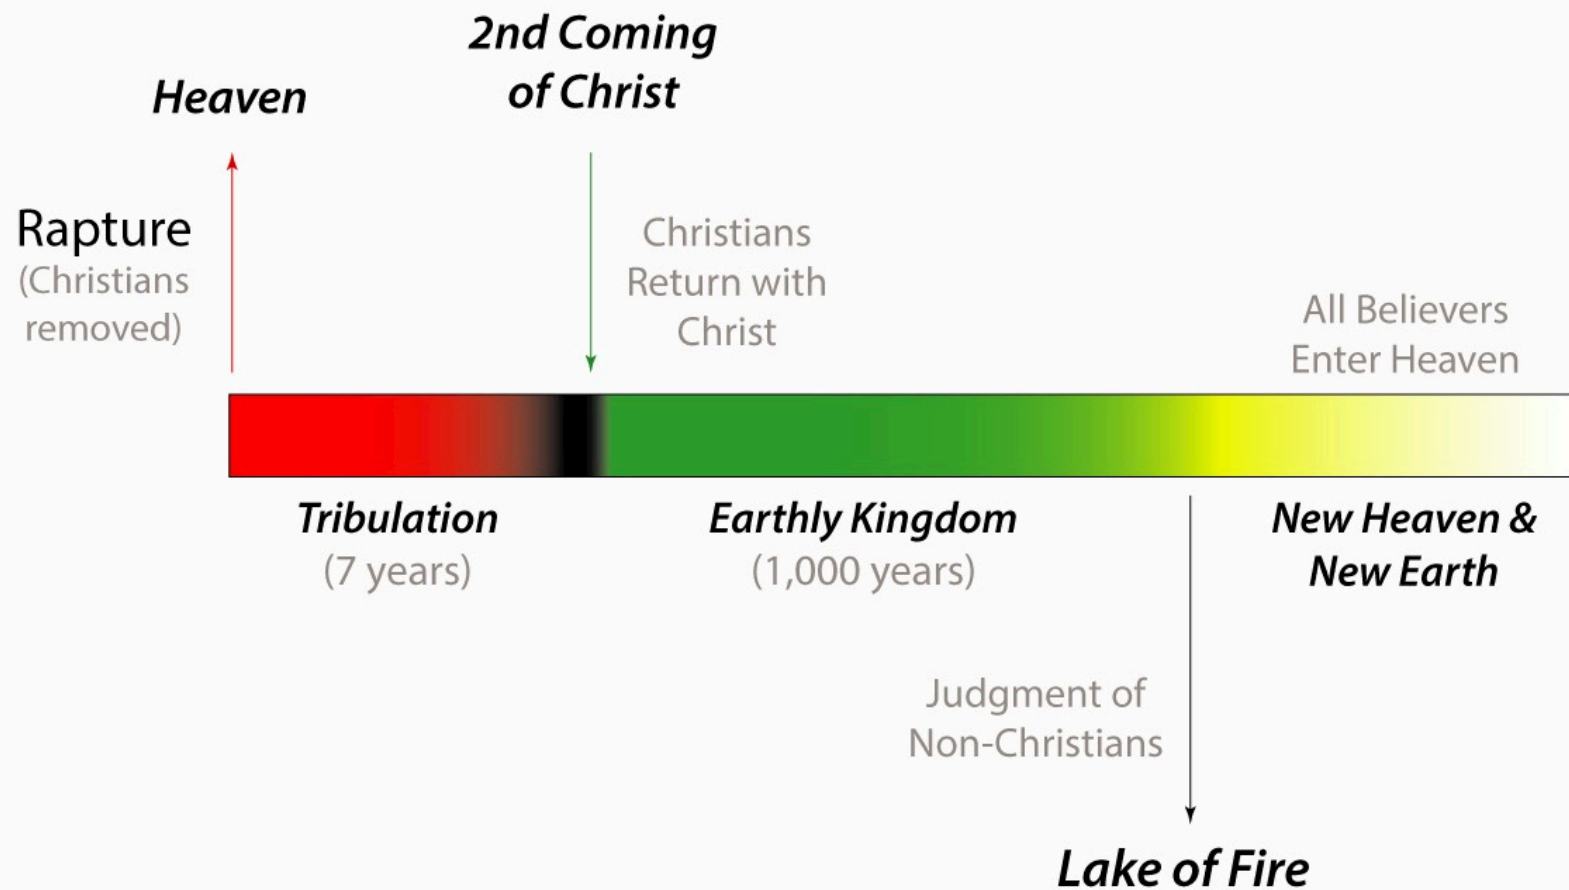 2nd Coming
of Christ
Heaven
Rapture
(Christians
removed)
Christians
Return with
Christ
All Believers
Enter Heaven
Tribulation
(7 years)
Earthly Kingdom
(1,000 years)
New Heaven &
New Earth
Judgment of
Non-Christians
Lake of Fire